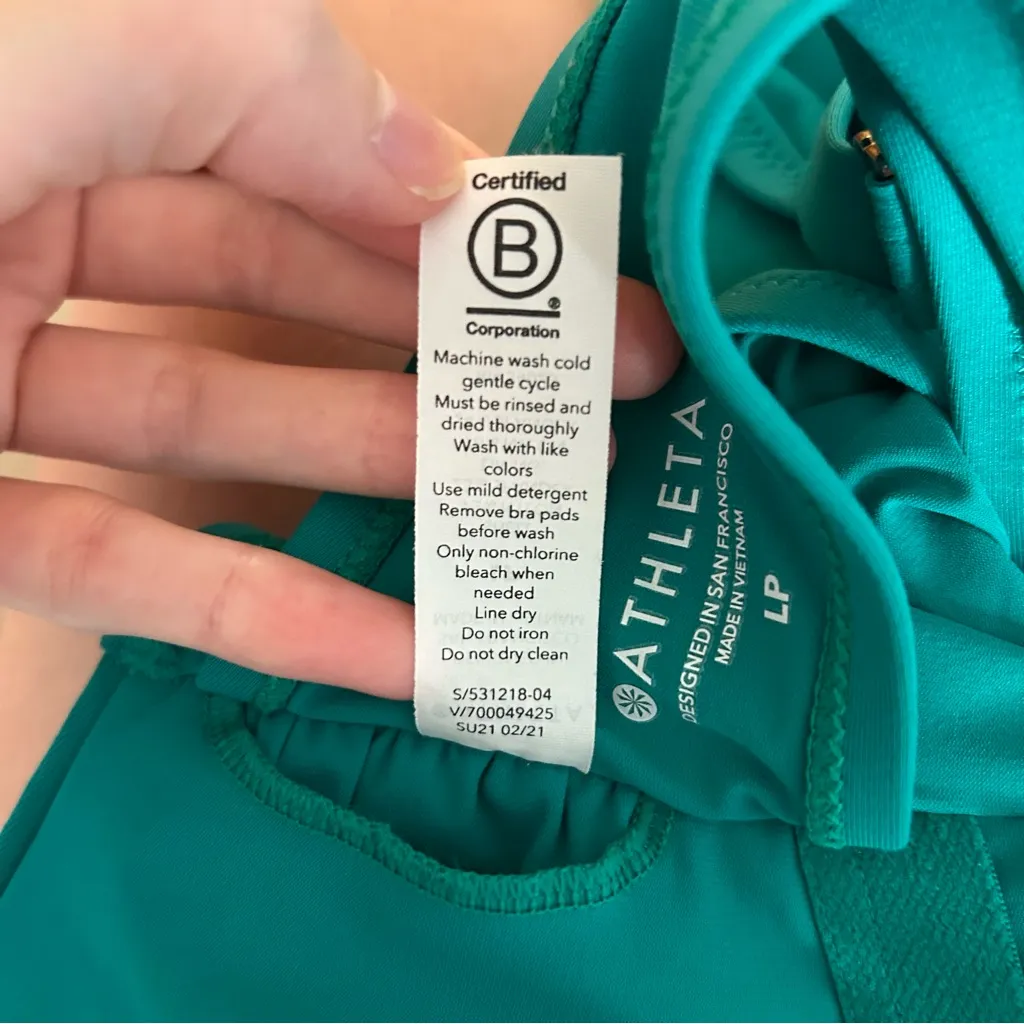 Certified
B
®
Corporation
Machine wash cold
gentle cycle
Must be rinsed and
dried thoroughly
Wash with like
colors
Use mild detergent
Remove bra pads
before wash
Only non-chlorine
bleach when
needed
Line dry
Do not iron
Do not dry clean
S/531218-04
V/700049425
SU21 02/21
ATHLETA
DESIGNED IN SAN FRANCISCO
MADE IN VIETNAM
LP